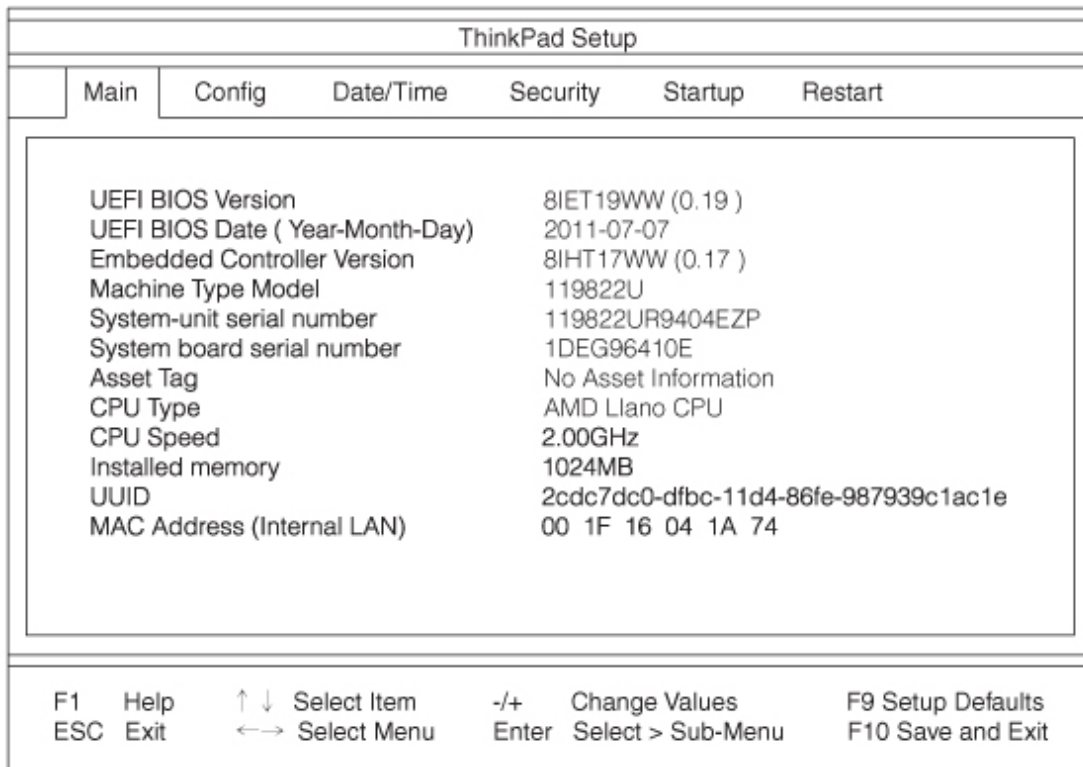 ThinkPad Setup
Main Config Date/Time Security Startup Restart
UEFI BIOS Version 8IET19WW (0.19 )
UEFI BIOS Date ( Year-Month-Day) 2011-07-07
Embedded Controller Version 8IHT17WW (0.17 )
Machine Type Model 119822U
System-unit serial number 119822UR9404EZP
System board serial number 1DEG96410E
Asset Tag No Asset Information
CPU Type AMD Llano CPU
CPU Speed 2.00GHz
Installed memory 1024MB
UUID 2cdc7dc0-dfbc-11d4-86fe-987939c1ac1e
MAC Address (Internal LAN) 00 1F 16 04 1A 74
F1 Help ↑ ↓ Select Item -/+ Change Values F9 Setup Defaults
ESC Exit ←→ Select Menu Enter Select > Sub-Menu F10 Save and Exit